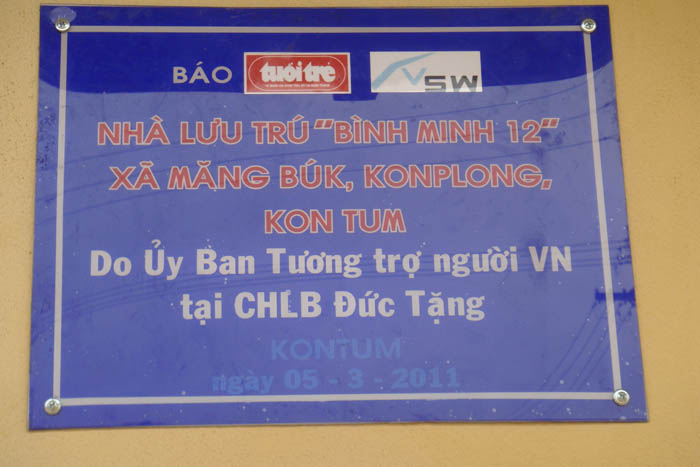 BÁO tuổi trẻ VSW
NHÀ LƯU TRÚ "BÌNH MINH 12"
XÃ MĂNG BÚK, KONPLONG,
KON TUM
Do Ủy Ban Tương trợ người VN
tại CHLB Đức Tặng
KONTUM
ngày 05 - 3 - 2011